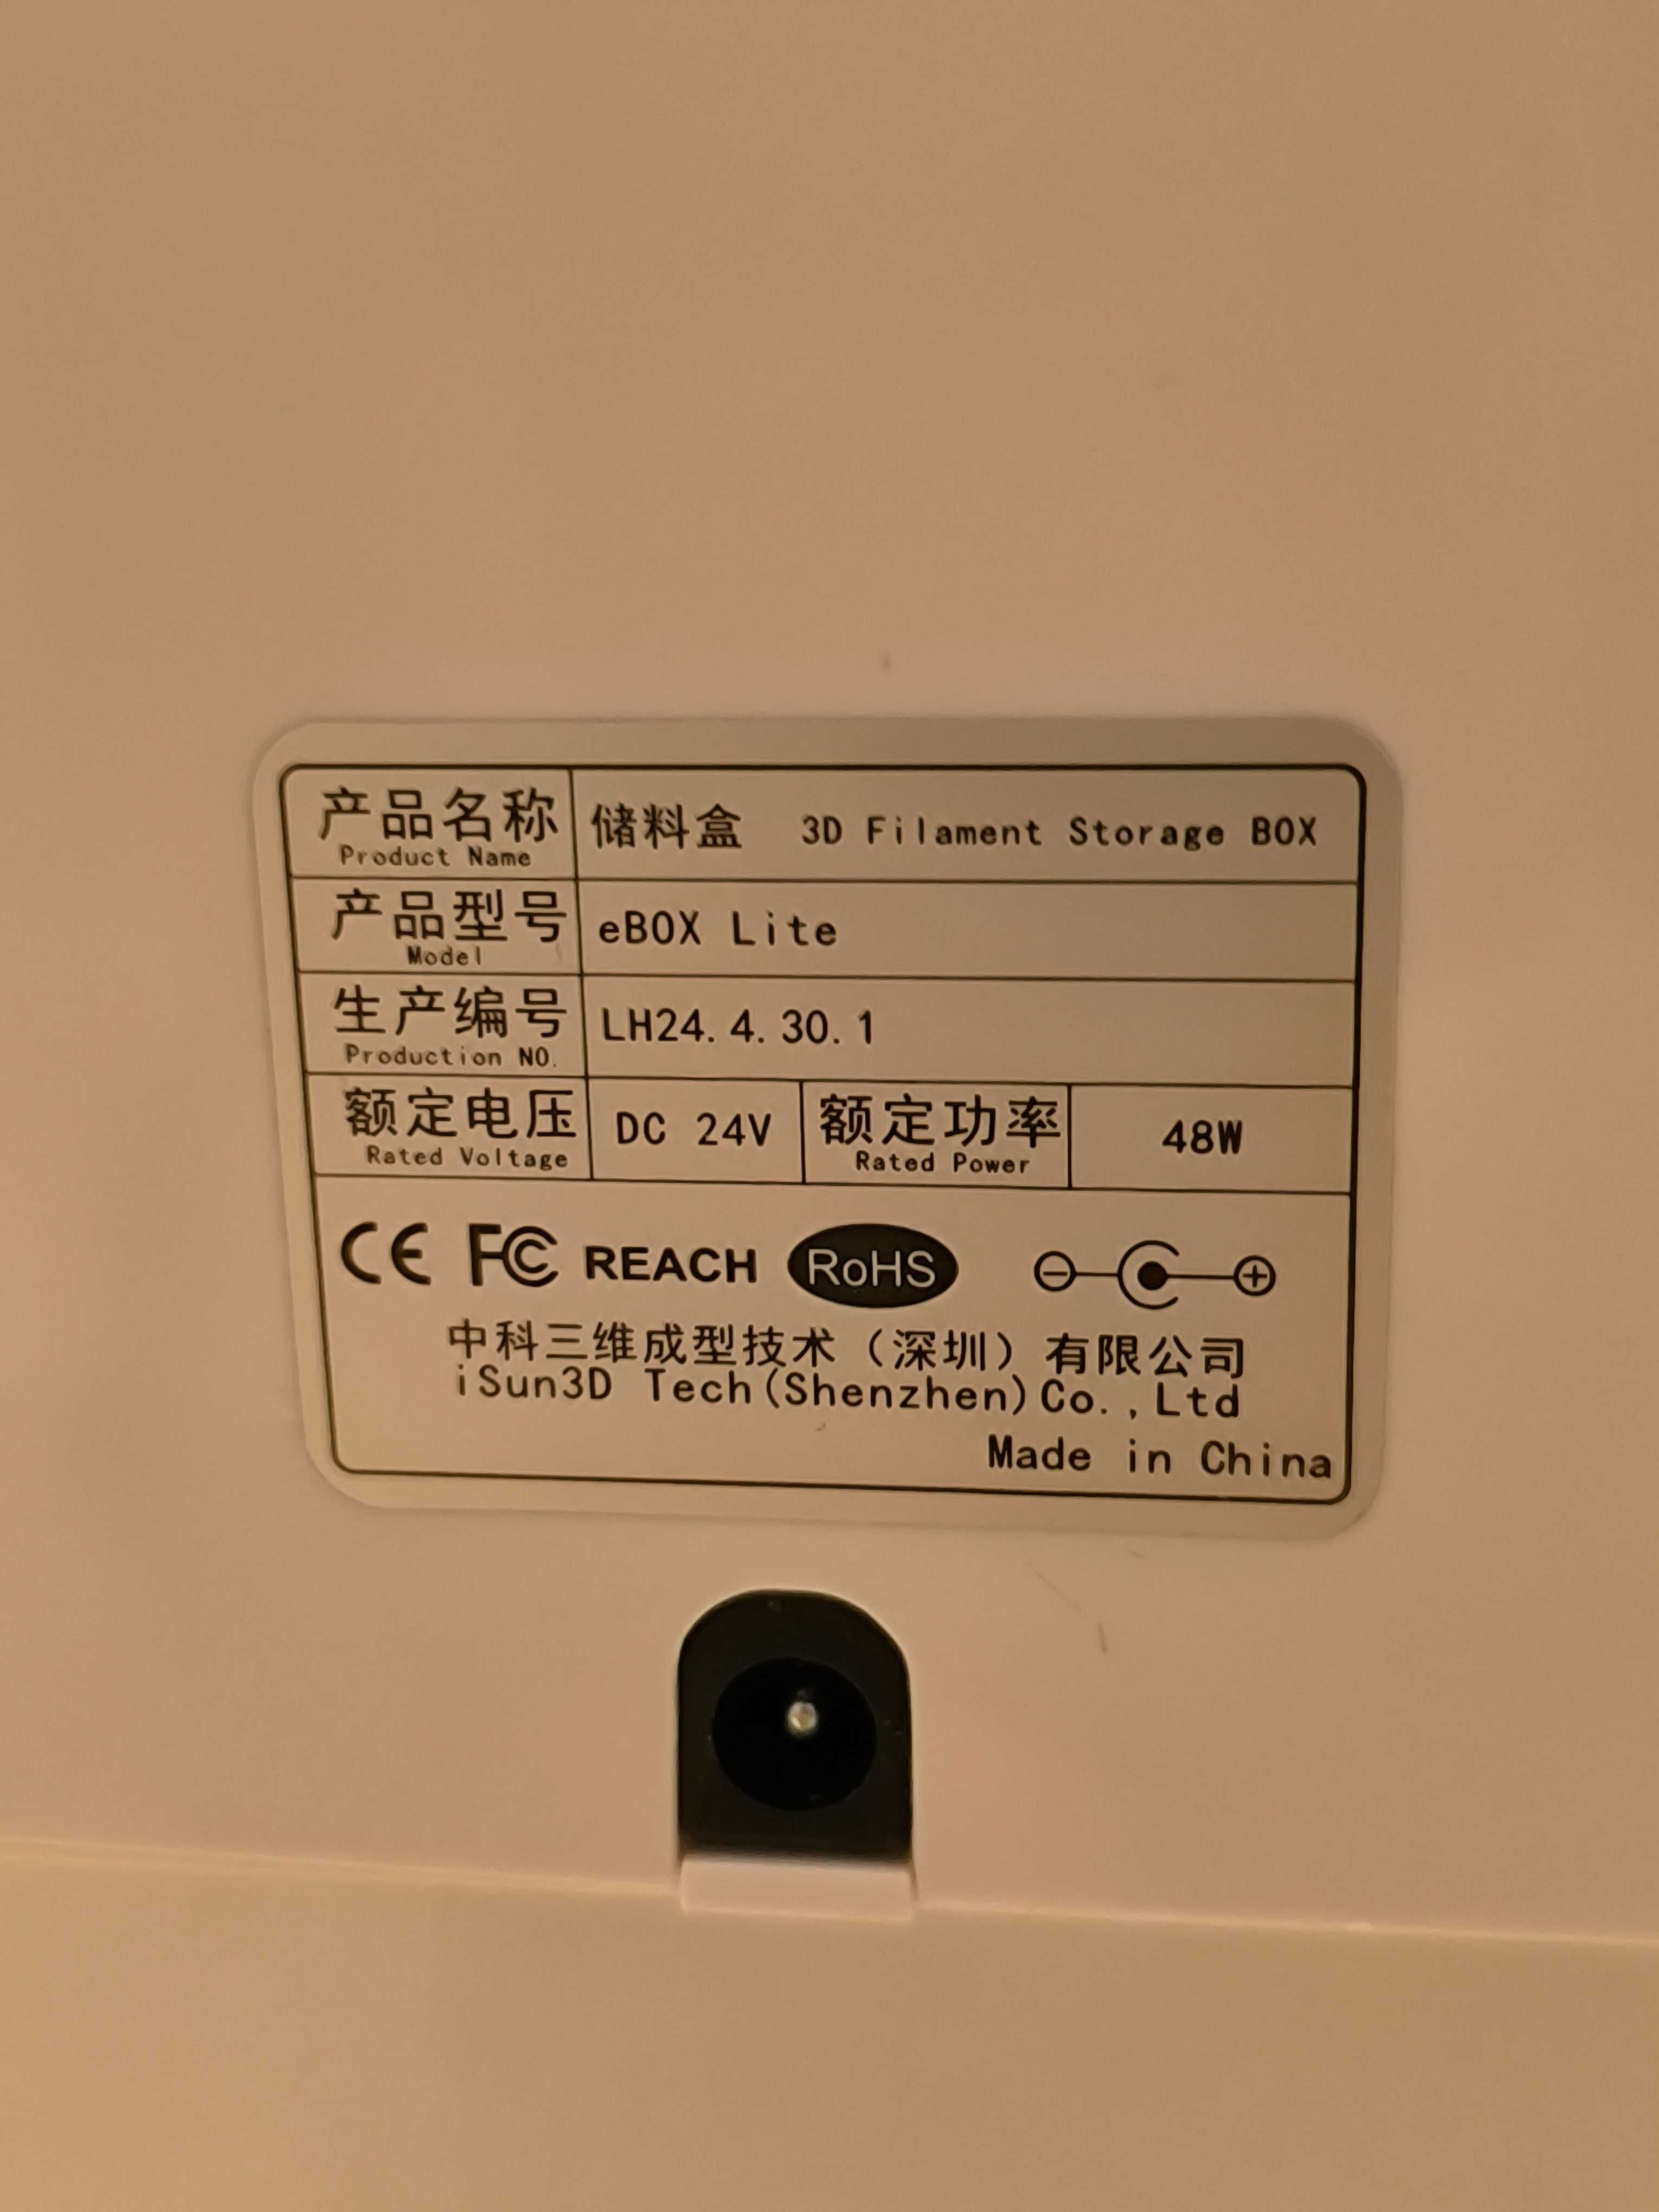 产品名称 储料盒 3D Filament Storage BOX
Product Name
产品型号 eBOX Lite
Model
生产编号 LH24.4.30.1
Production NO.
额定电压 DC 24V 额定功率 48W
Rated Voltage Rated Power
CE FC REACH RoHS
中科三维成型技术（深圳）有限公司
iSun3D Tech(Shenzhen)Co.,Ltd
Made in China